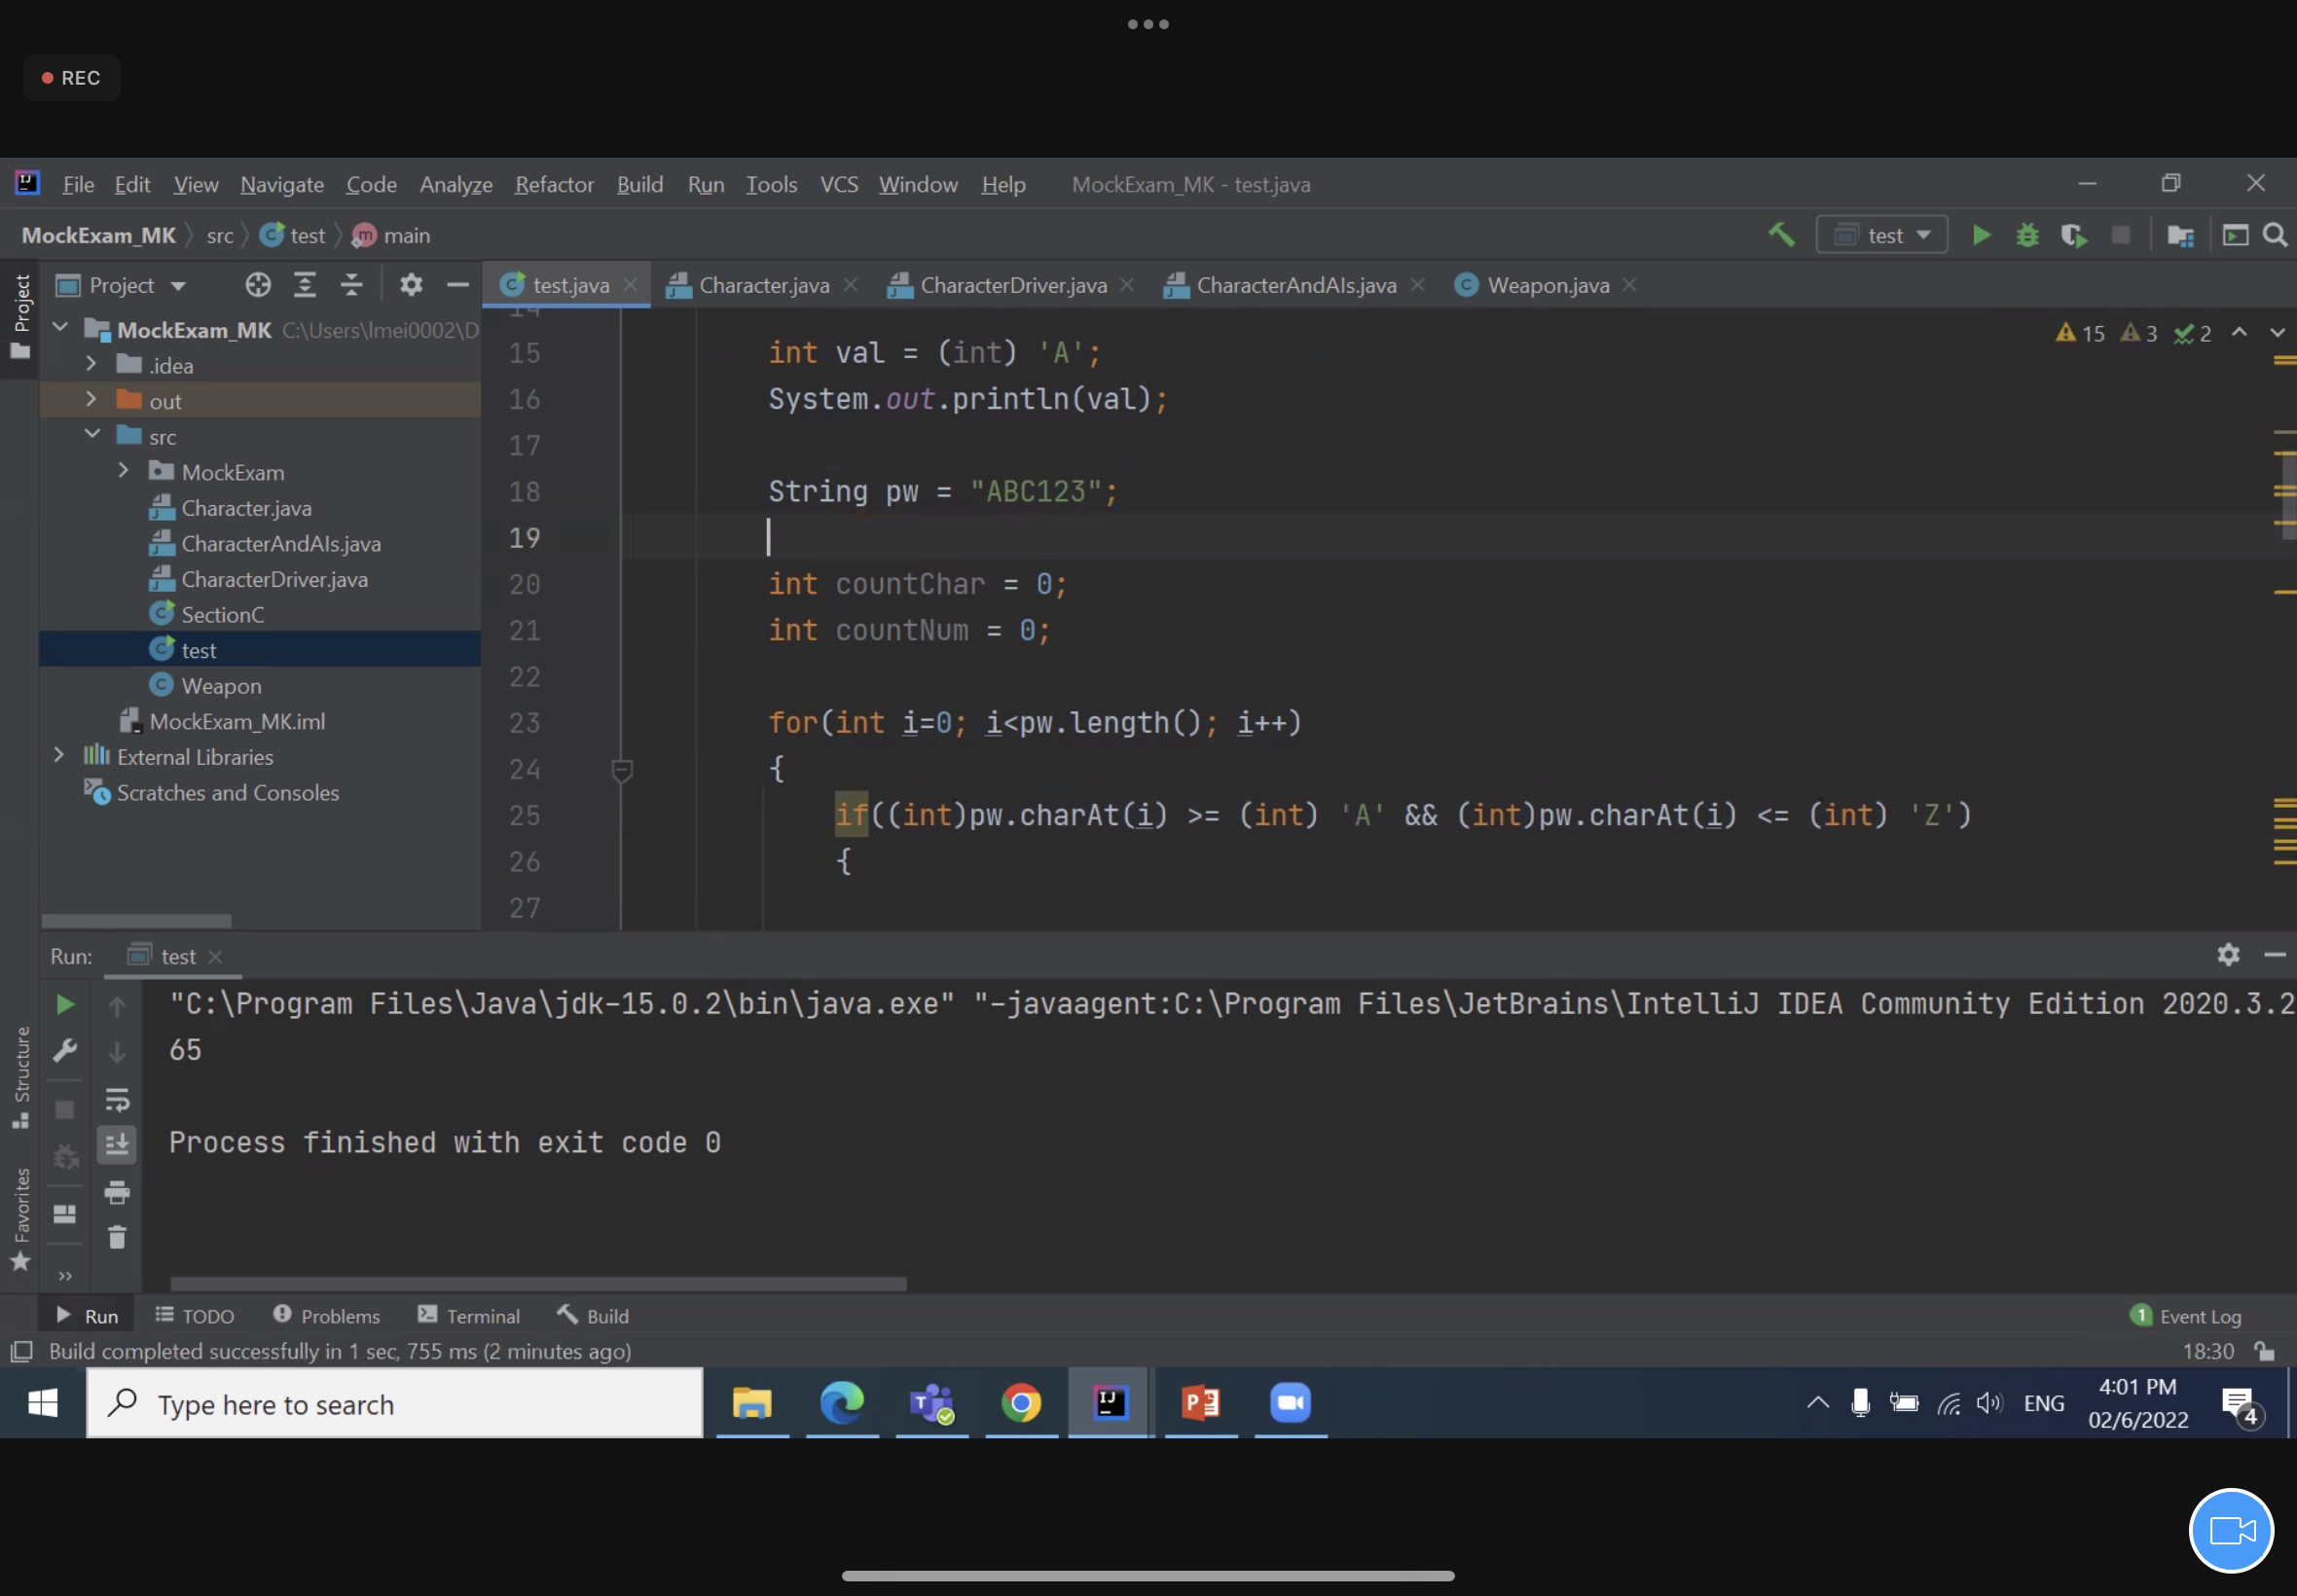 REC
File Edit View Navigate Code Analyze Refactor Build Run Tools VCS Window Help MockExam_MK - test.java
MockExam_MK src test main
test
Project
Project
test.java Character.java CharacterDriver.java CharacterAndAIs.java Weapon.java
MockExam_MK C:\Users\lmei0002\D
.idea
out
src
MockExam
Character.java
CharacterAndAIs.java
CharacterDriver.java
SectionC
test
Weapon
MockExam_MK.iml
External Libraries
Scratches and Consoles
15 3 2
14
15 int val = (int) 'A';
16 System.out.println(val);
17
18 String pw = "ABC123";
19
20 int countChar = 0;
21 int countNum = 0;
22
23 for(int i=0; i<pw.length(); i++)
24 {
25 if((int)pw.charAt(i) >= (int) 'A' && (int)pw.charAt(i) <= (int) 'Z')
26 {
27
Run: test
"C:\Program Files\Java\jdk-15.0.2\bin\java.exe" "-javaagent:C:\Program Files\JetBrains\IntelliJ IDEA Community Edition 2020.3.2
65
Process finished with exit code 0
Structure
Favorites
Run TODO Problems Terminal Build
1 Event Log
Build completed successfully in 1 sec, 755 ms (2 minutes ago)
18:30
Type here to search
ENG
4:01 PM
02/6/2022
4